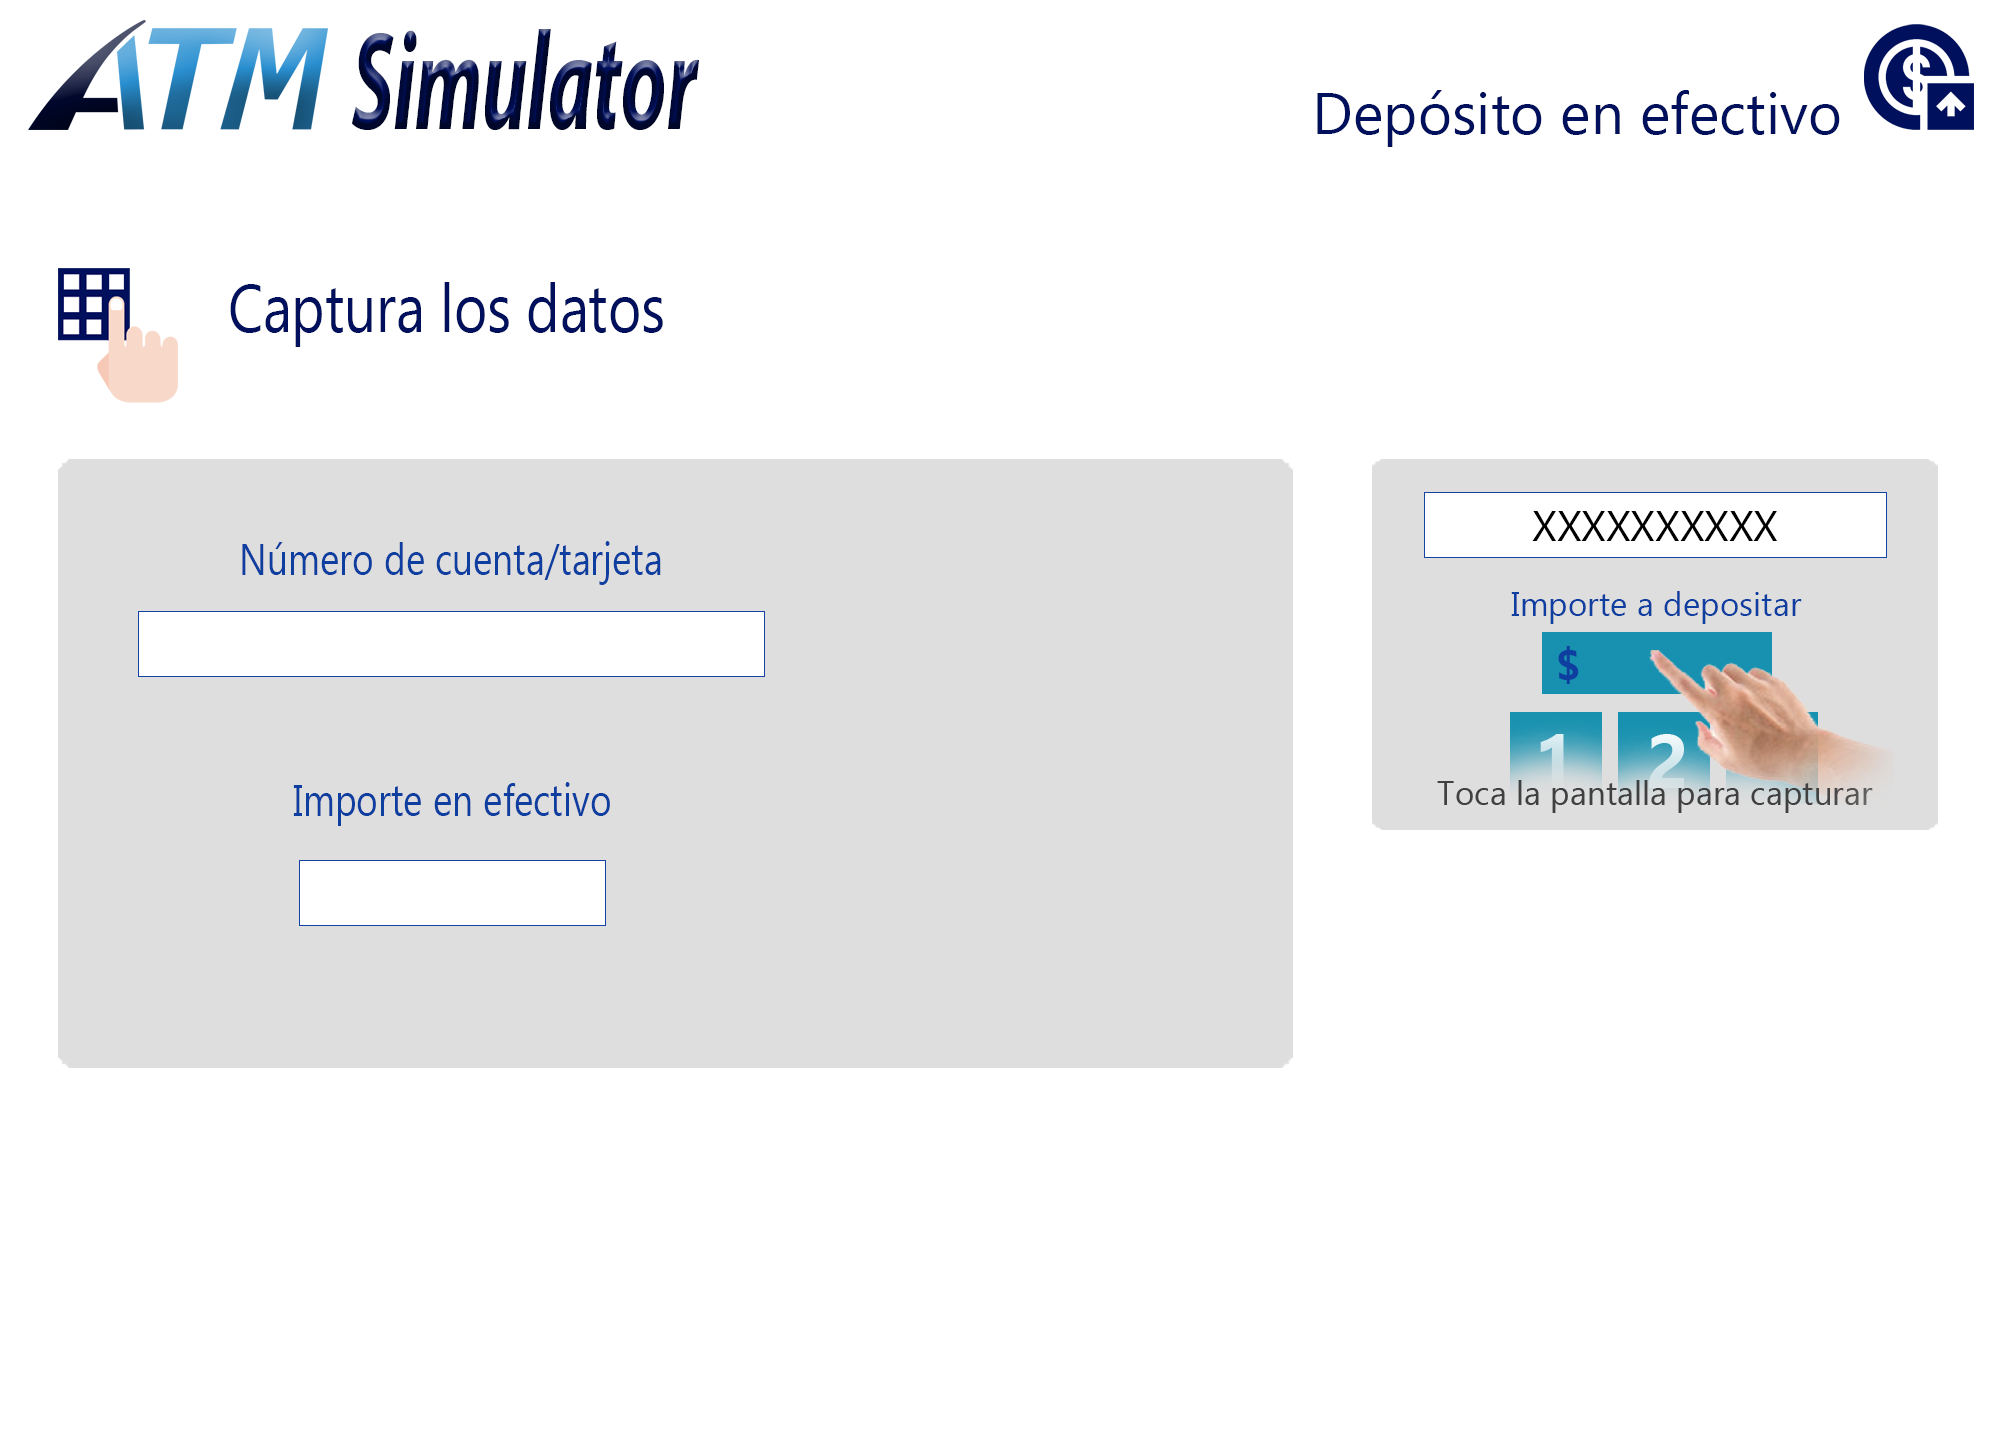 ATM Simulator
Depósito en efectivo
Captura los datos
Número de cuenta/tarjeta
Importe en efectivo
XXXXXXXXXX
Importe a depositar
$
1 2
Toca la pantalla para capturar